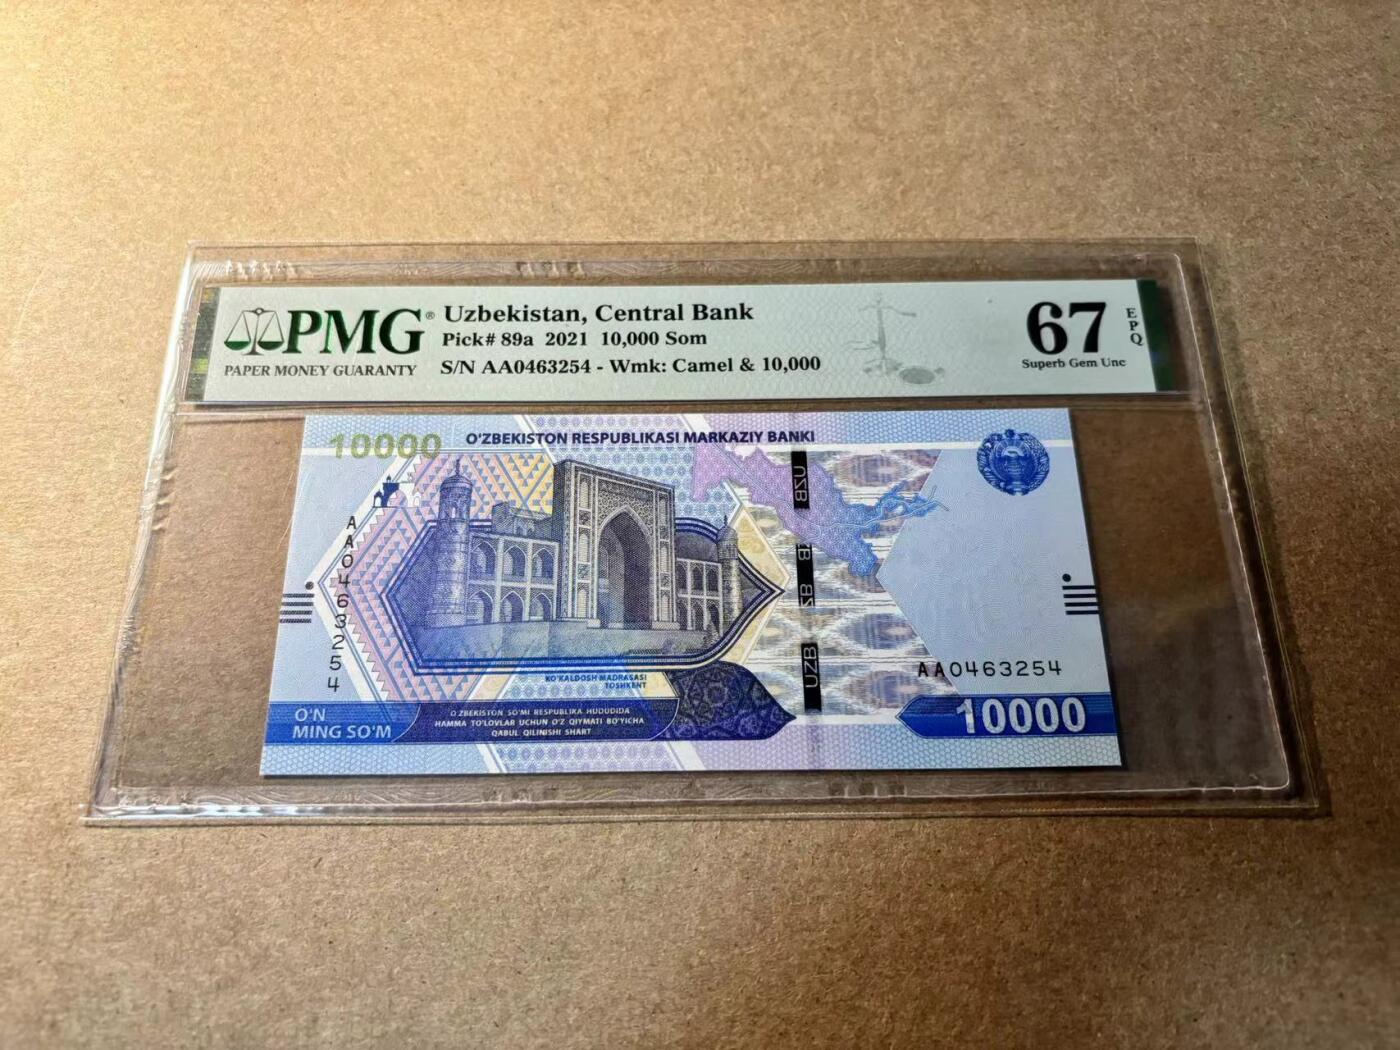 PMG®
PAPER MONEY GUARANTY
Uzbekistan, Central Bank
Pick# 89a 2021 10,000 Som
S/N AA0463254 - Wmk: Camel & 10,000
67
EPQ
Superb Gem Unc
10000
O'ZBEKISTON RESPUBLIKASI MARKAZIY BANKI
AA0463254
UZB
UZB
UZB
KO'KALDOSH MADRASASI
TOSHKENT
AA0463254
O'N
MING SO'M
O'ZBEKISTON SO'MI RESPUBLIKA HUDUDIDA
HAMMA TO'LOVLAR UCHUN O'Z QIYMATI BO'YICHA
QABUL QILINISHI SHART
10000